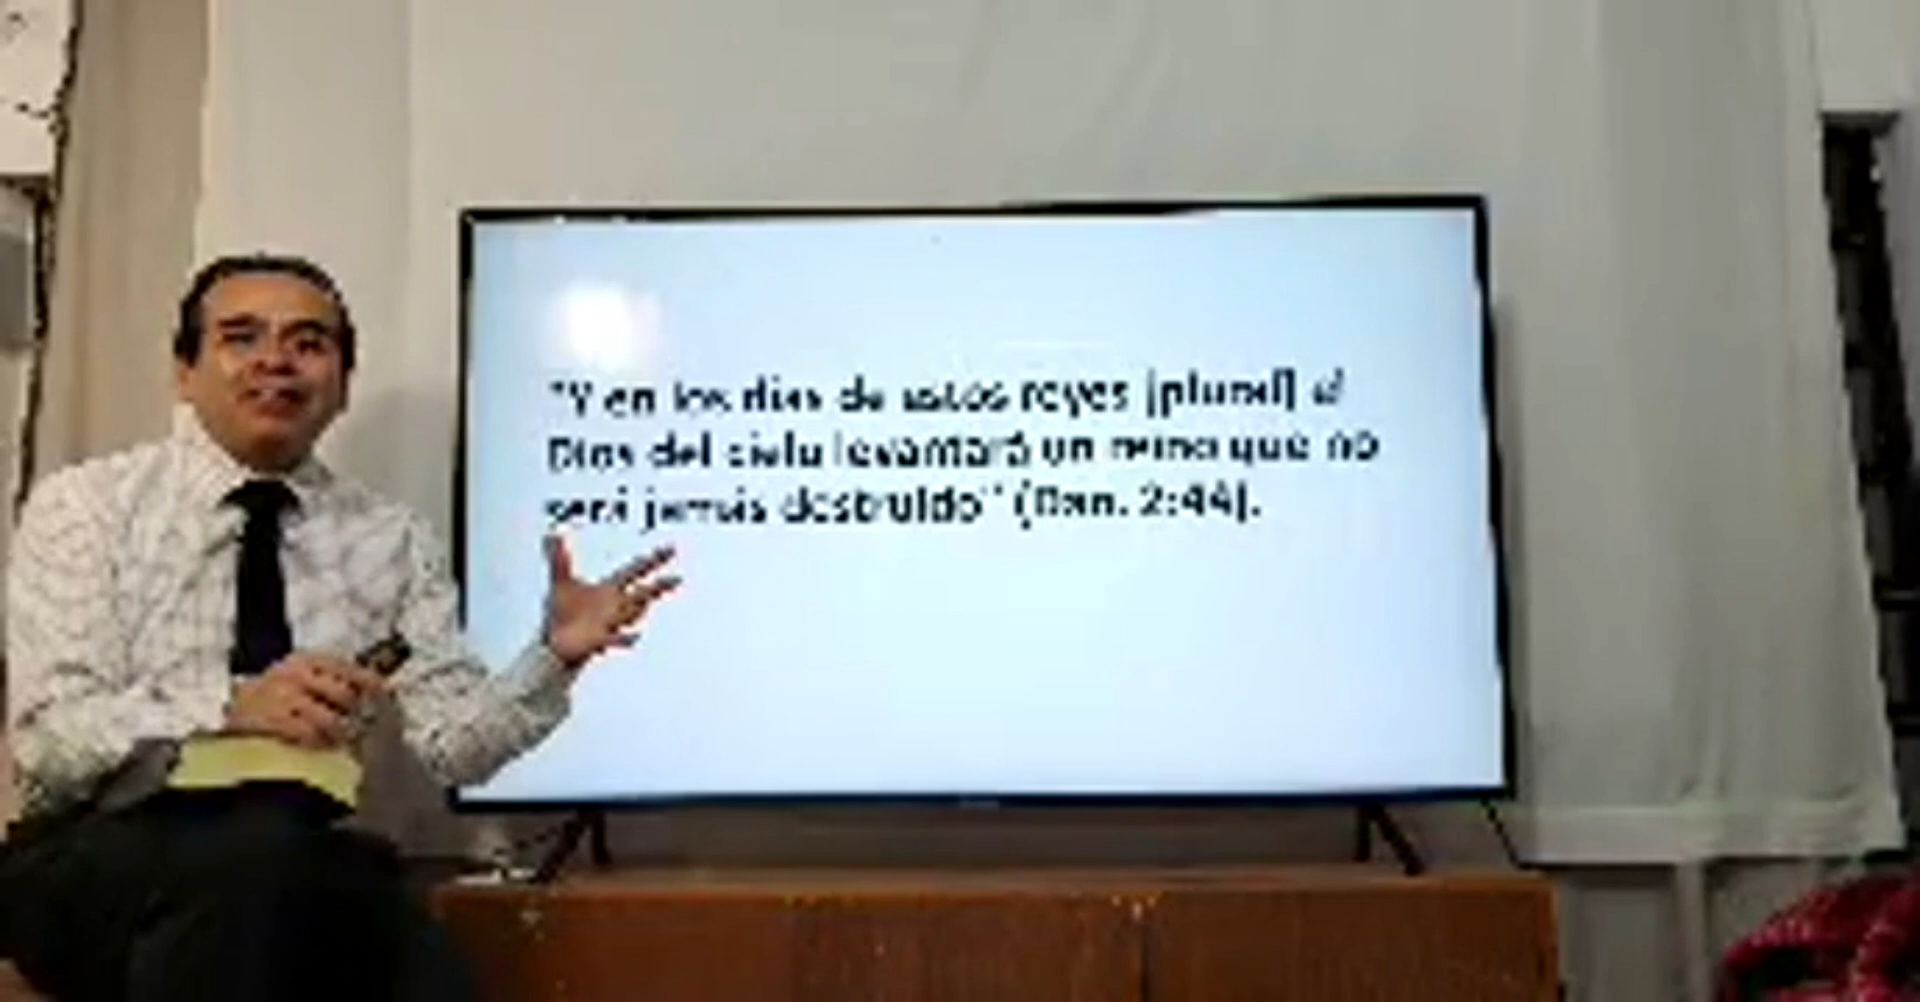 "Y en los días de estos reyes [plural] el
Dios del cielo levantará un reino que no
será jamás destruido" (Dan. 2:44).